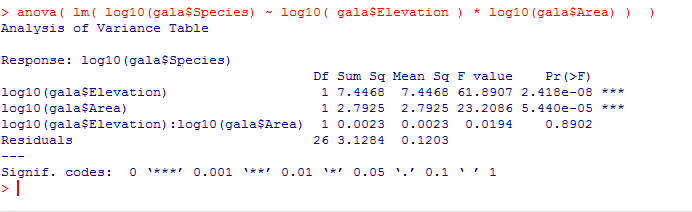 > anova( lm( log10(gala$Species) ~ log10( gala$Elevation ) * log10(gala$Area) )  )
Analysis of Variance Table

Response: log10(gala$Species)
                                        Df Sum Sq Mean Sq F value    Pr(>F)    
log10(gala$Elevation)                    1 7.4468  7.4468 61.8907 2.418e-08 ***
log10(gala$Area)                         1 2.7925  2.7925 23.2086 5.440e-05 ***
log10(gala$Elevation):log10(gala$Area)   1 0.0023  0.0023  0.0194    0.8902    
Residuals                               26 3.1284  0.1203                      
---
Signif. codes:  0 ‘***’ 0.001 ‘**’ 0.01 ‘*’ 0.05 ‘.’ 0.1 ‘ ’ 1
>